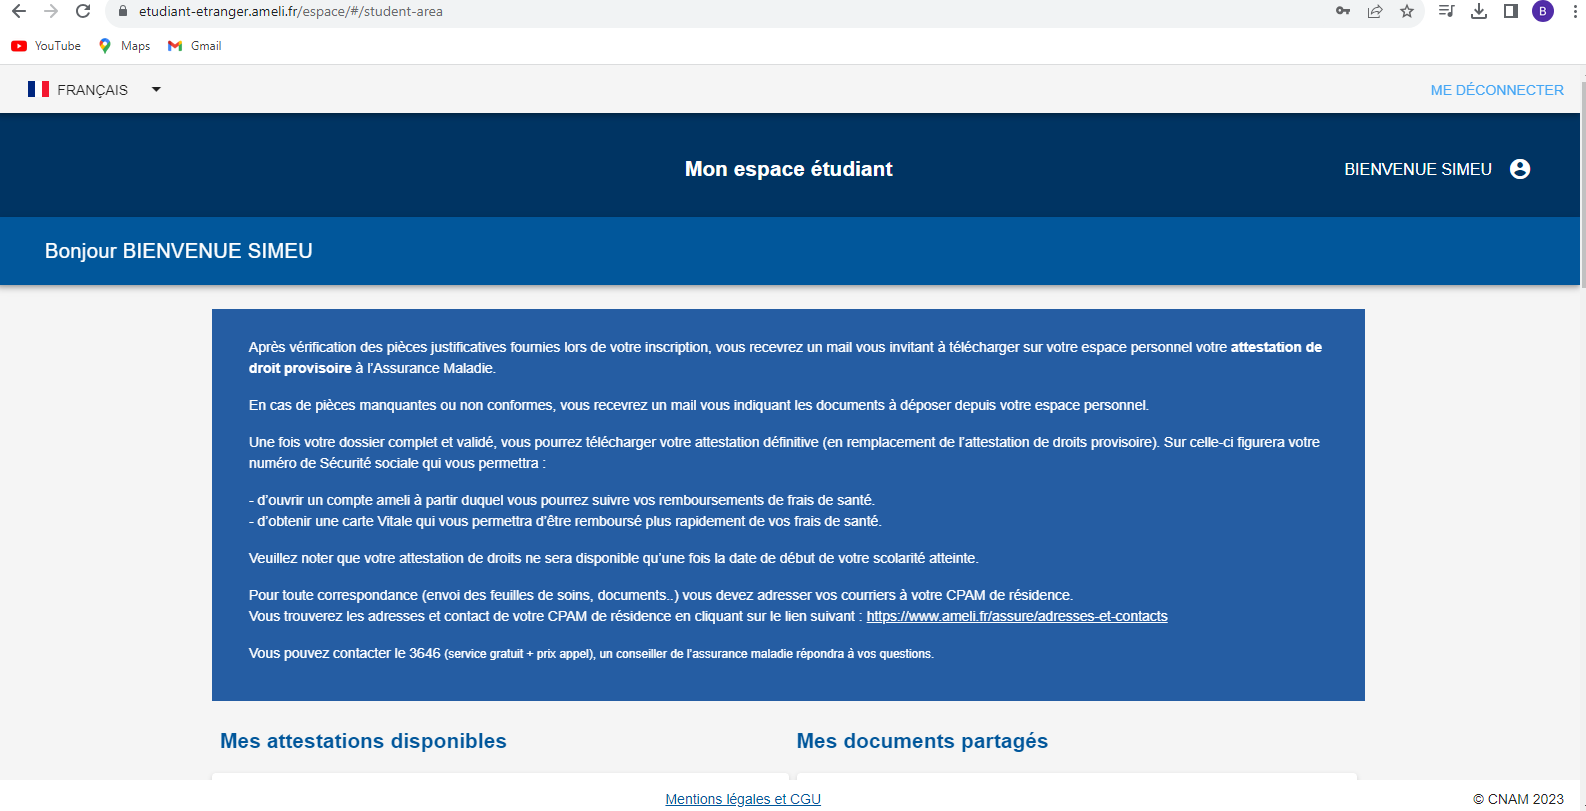 etudiant-etranger.ameli.fr/espace/#/student-area
B
YouTube Maps Gmail
FRANÇAIS ME DÉCONNECTER
Mon espace étudiant BIENVENUE SIMEU
Bonjour BIENVENUE SIMEU
Après vérification des pièces justificatives fournies lors de votre inscription, vous recevrez un mail vous invitant à télécharger sur votre espace personnel votre attestation de
droit provisoire à l'Assurance Maladie.
En cas de pièces manquantes ou non conformes, vous recevrez un mail vous indiquant les documents à déposer depuis votre espace personnel.
Une fois votre dossier complet et validé, vous pourrez télécharger votre attestation définitive (en remplacement de l'attestation de droits provisoire). Sur celle-ci figurera votre
numéro de Sécurité sociale qui vous permettra :
- d'ouvrir un compte ameli à partir duquel vous pourrez suivre vos remboursements de frais de santé.
- d'obtenir une carte Vitale qui vous permettra d'être remboursé plus rapidement de vos frais de santé.
Veuillez noter que votre attestation de droits ne sera disponible qu'une fois la date de début de votre scolarité atteinte.
Pour toute correspondance (envoi des feuilles de soins, documents..) vous devez adresser vos courriers à votre CPAM de résidence.
Vous trouverez les adresses et contact de votre CPAM de résidence en cliquant sur le lien suivant : https://www.ameli.fr/assure/adresses-et-contacts
Vous pouvez contacter le 3646 (service gratuit + prix appel), un conseiller de l'assurance maladie répondra à vos questions.
Mes attestations disponibles Mes documents partagés
Mentions légales et CGU © CNAM 2023